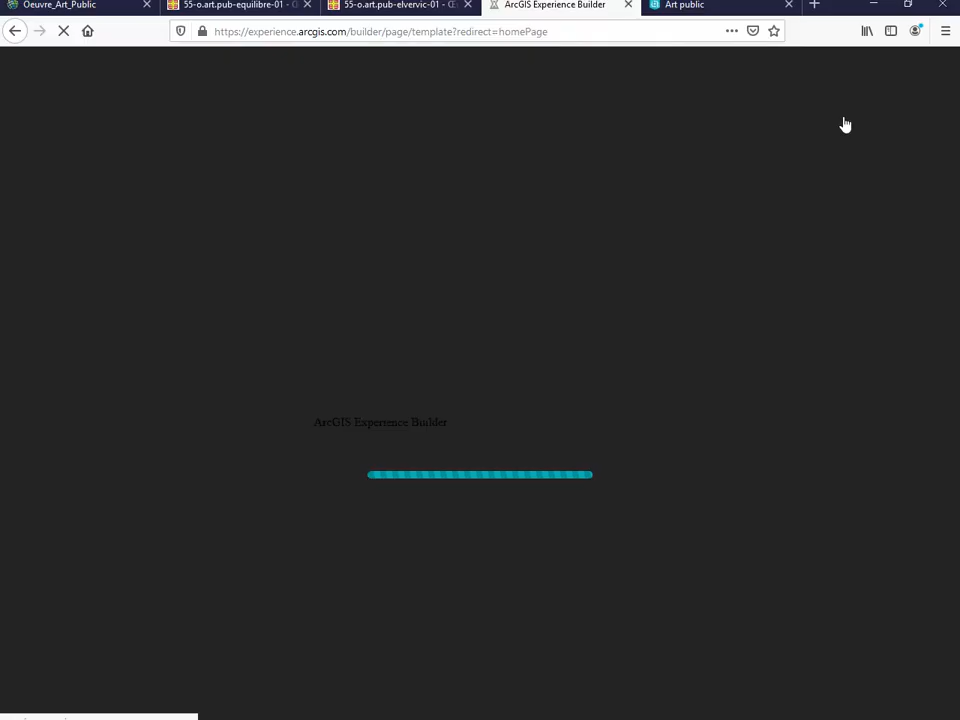 Oeuvre_Art_Public
55-o.art.pub-equilibre-01 - Œ
55-o.art.pub-elvervic-01 - Œ
ArcGIS Experience Builder
Art public
https://experience.arcgis.com/builder/page/template?redirect=homePage
ArcGIS Experience Builder